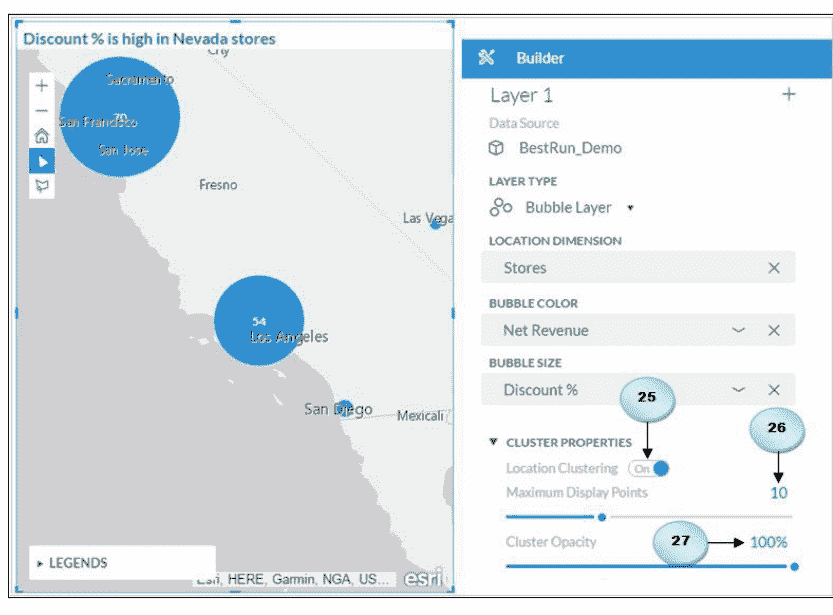 Discount % is high in Nevada stores
City
Sacramento
70
San Francisco
San Jose
Fresno
Las Vega
54
Los Angeles
San Diego
Mexicali
LEGENDS
Esri, HERE, Garmin, NGA, US...
esri
Builder
Layer 1
Data Source
BestRun_Demo
LAYER TYPE
Bubble Layer
LOCATION DIMENSION
Stores
BUBBLE COLOR
Net Revenue
BUBBLE SIZE
Discount %
25
26
CLUSTER PROPERTIES
Location Clustering On
Maximum Display Points 10
Cluster Opacity 27 100%